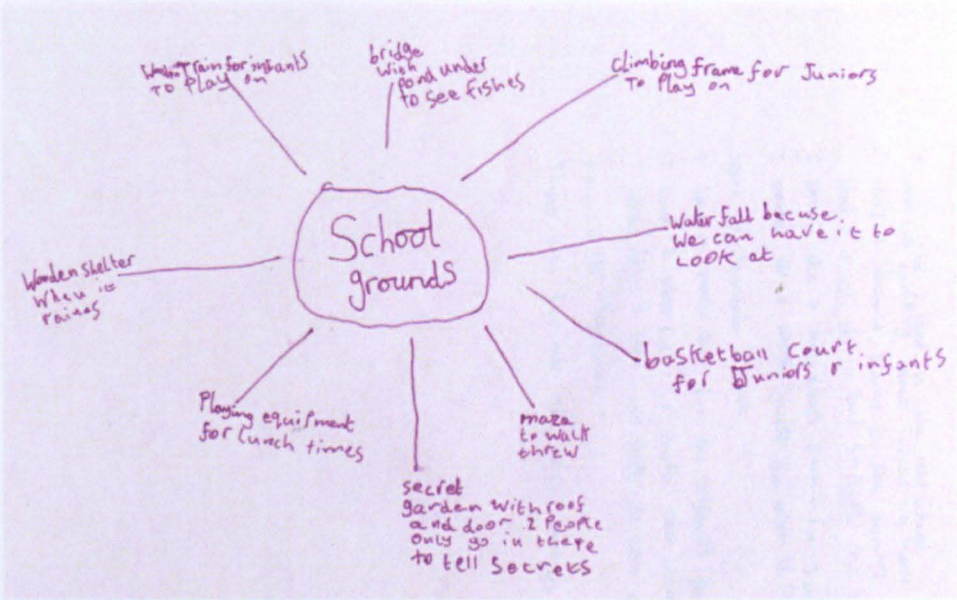 Train for infants
To Play on
bridge
with
pond under
to see fishes
climbing frame for Juniors
To Play on
School
grounds
Water fall becuse
we can have it to
Look at
Wooden shelter
when it
raines
basketball court
for Juniors & infants
Playing equipment
for lunch times
maze
to walk
threw
secret
garden with roof
and door 2 People
only go in there
to tell secrets